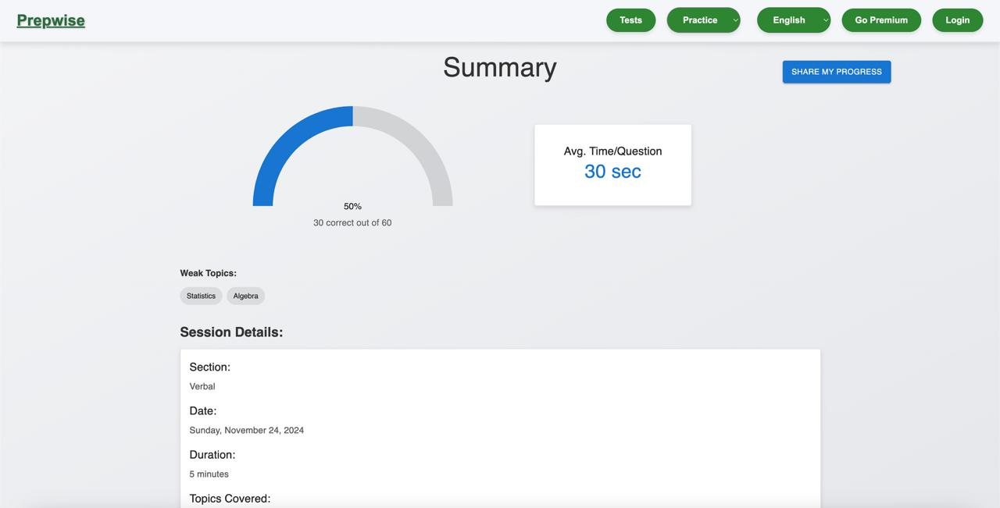 Prepwise
Tests
Practice
English
Go Premium
Login
Summary
SHARE MY PROGRESS
50%
30 correct out of 60
Avg. Time/Question
30 sec
Weak Topics:
Statistics
Algebra
Session Details:
Section:
Verbal
Date:
Sunday, November 24, 2024
Duration:
5 minutes
Topics Covered: